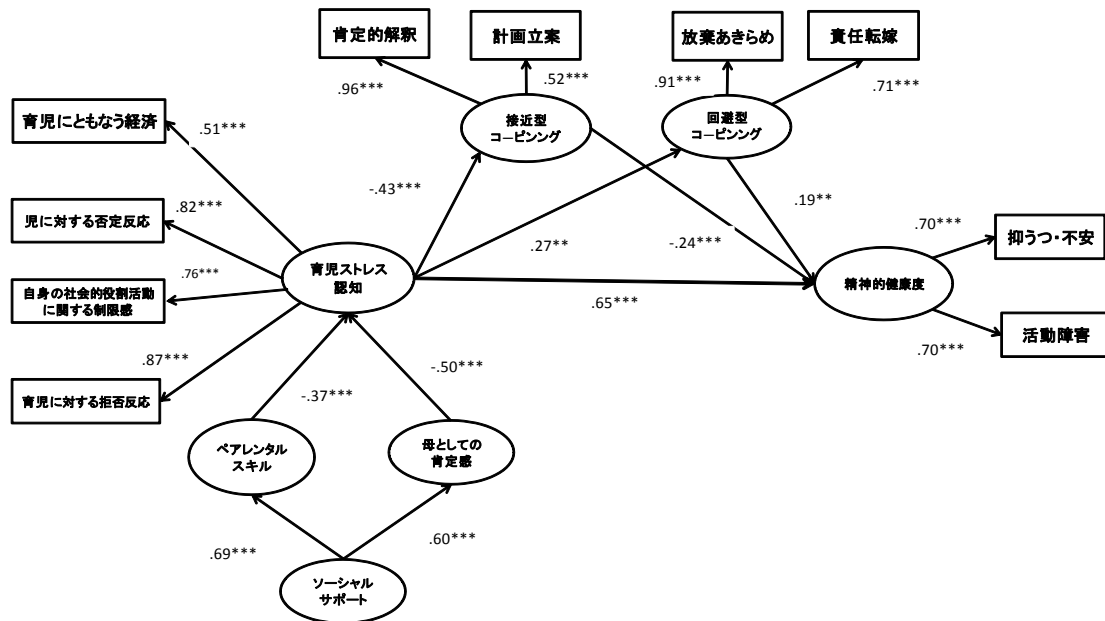 肯定的解釈
計画立案
放棄あきらめ
責任転嫁
.96***
.52***
.91***
.71***
接近型
コーピンング
回避型
コーピンング
育児にともなう経済
.51***
-.43***
.19**
児に対する否定反応
.82***
.27**
-.24***
.70***
抑うつ・不安
.76***
育児ストレス
認知
精神的健康度
自身の社会的役割活動
に関する制限感
.65***
活動障害
.70***
.87***
-.50***
-.37***
育児に対する拒否反応
ペアレンタル
スキル
母としての
肯定感
.69***
.60***
ソーシャル
サポート